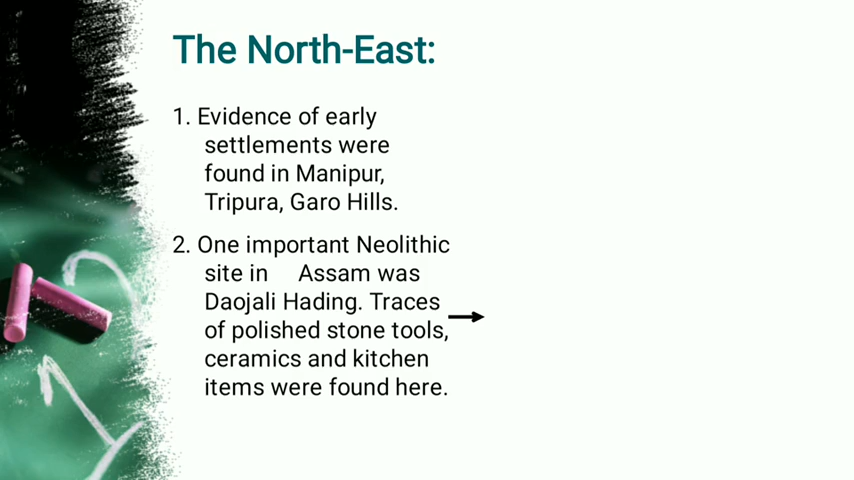 The North-East:
1. Evidence of early
settlements were
found in Manipur,
Tripura, Garo Hills.
2. One important Neolithic
site in Assam was
Daojali Hading. Traces
of polished stone tools,
ceramics and kitchen
items were found here.